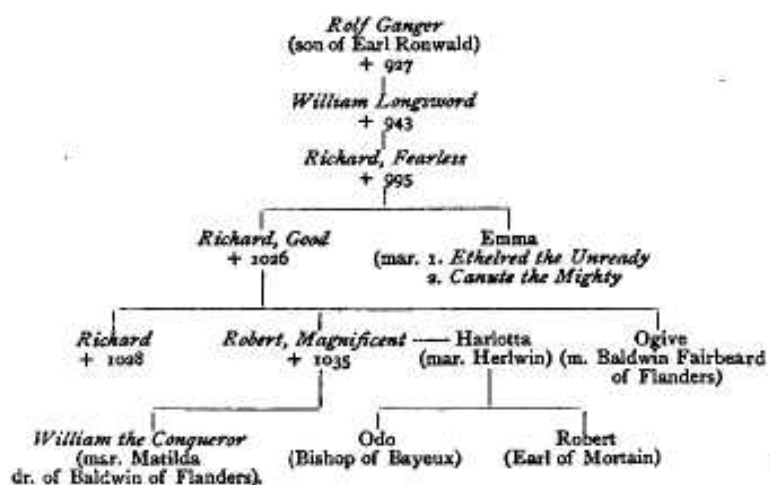 Rolf Ganger
(son of Earl Ronwald)
+ 927
William Longsword
+ 943
Richard, Fearless
+ 995
Richard, Good
+ 1026
Emma
(mar. 1. Ethelred the Unready
2. Canute the Mighty
Richard
+ 1028
Robert, Magnificent
+ 1035
Harlotta
(mar. Herlwin)
Ogive
(m. Baldwin Fairbeard
of Flanders)
William the Conqueror
(mar. Matilda
dr. of Baldwin of Flanders).
Odo
(Bishop of Bayeux)
Robert
(Earl of Mortain)